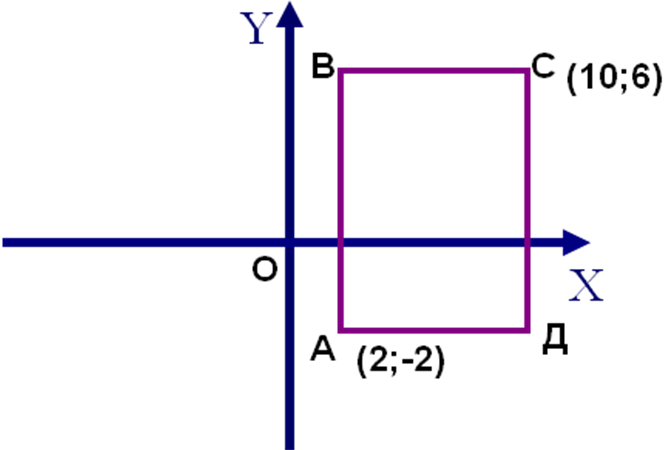 Y
В
С (10;6)
О
X
А (2;-2)
Д